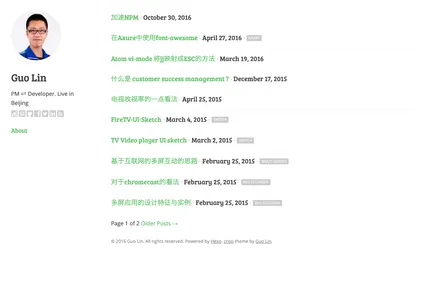 Guo Lin
PM ⇌ Developer. Live in
Beijing
About
加速NPM · October 30, 2016
在Axure中使用font-awesome · April 27, 2016
Atom vi-mode 将jj映射成ESC的方法 · March 19, 2016
什么是 customer success management ? · December 17, 2015
电视收视率的一点看法 · April 25, 2015
FireTV-UI-Sketch · March 4, 2015
TV Video player UI sketch · March 2, 2015
基于互联网的多屏互动的思路 · February 25, 2015
对于chromecast的看法 · February 25, 2015
多屏应用的设计特征与实例 · February 25, 2015
Page 1 of 2 Older Posts →
© 2016 Guo Lin. All rights reserved. Powered by Hexo, crisp theme by Guo Lin.